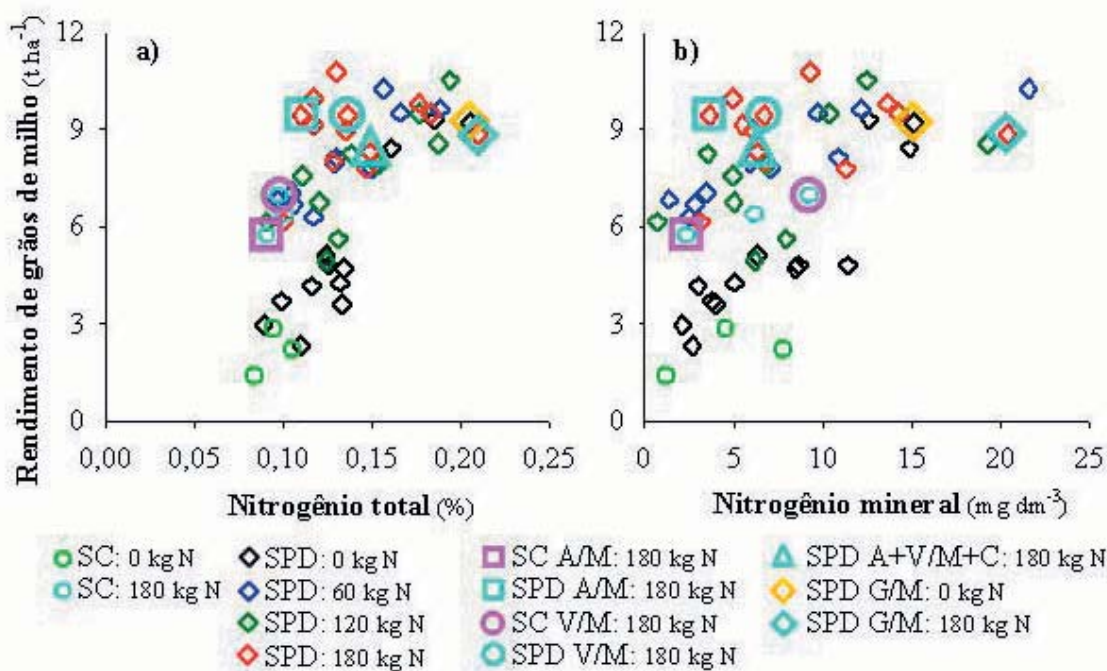 Rendimento de grãos de milho (t ha⁻¹)
12
9
6
3
0
a)
0,00
0,05
0,10
0,15
0,20
0,25
Nitrogênio total (%)
12
9
6
3
0
b)
0
5
10
15
20
25
Nitrogênio mineral (mg dm⁻³)
SC: 0 kg N
SC: 180 kg N
SPD: 0 kg N
SPD: 60 kg N
SPD: 120 kg N
SPD: 180 kg N
SC A/M: 180 kg N
SPD A/M: 180 kg N
SC V/M: 180 kg N
SPD V/M: 180 kg N
SPD A+V/M+C: 180 kg N
SPD G/M: 0 kg N
SPD G/M: 180 kg N